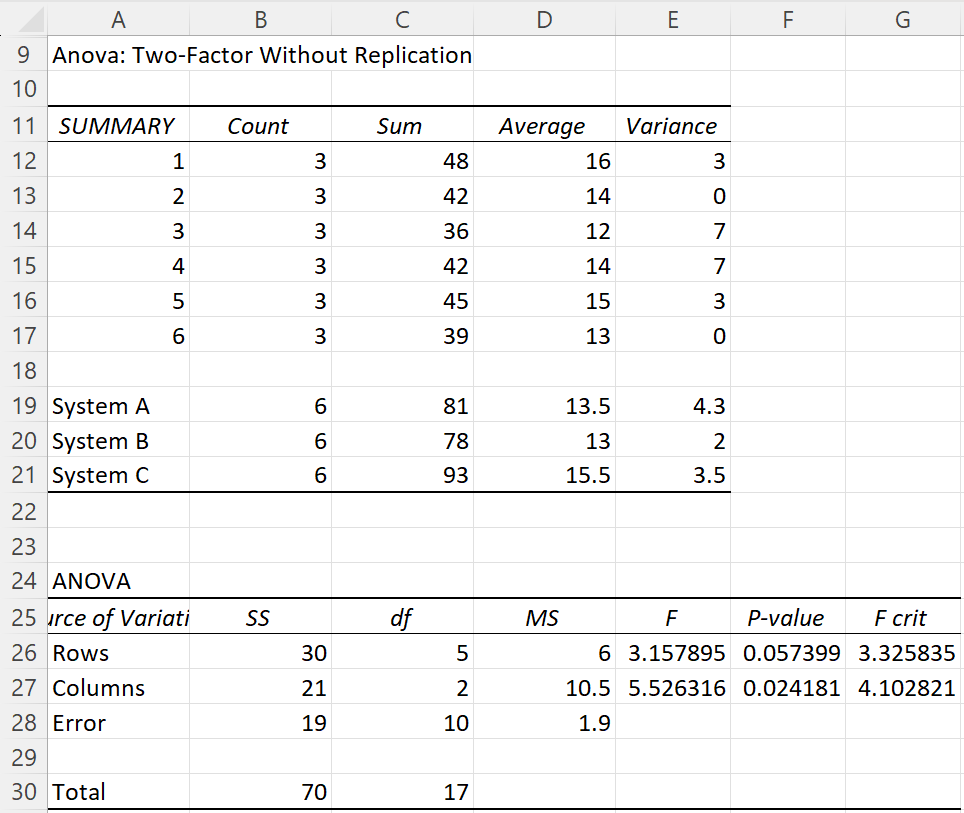 A B C D E F G
9 Anova: Two-Factor Without Replication
10
11 SUMMARY Count Sum Average Variance
12 1 3 48 16 3
13 2 3 42 14 0
14 3 3 36 12 7
15 4 3 42 14 7
16 5 3 45 15 3
17 6 3 39 13 0
18
19 System A 6 81 13.5 4.3
20 System B 6 78 13 2
21 System C 6 93 15.5 3.5
22
23
24 ANOVA
25 urce of Variati SS df MS F P-value F crit
26 Rows 30 5 6 3.157895 0.057399 3.325835
27 Columns 21 2 10.5 5.526316 0.024181 4.102821
28 Error 19 10 1.9
29
30 Total 70 17